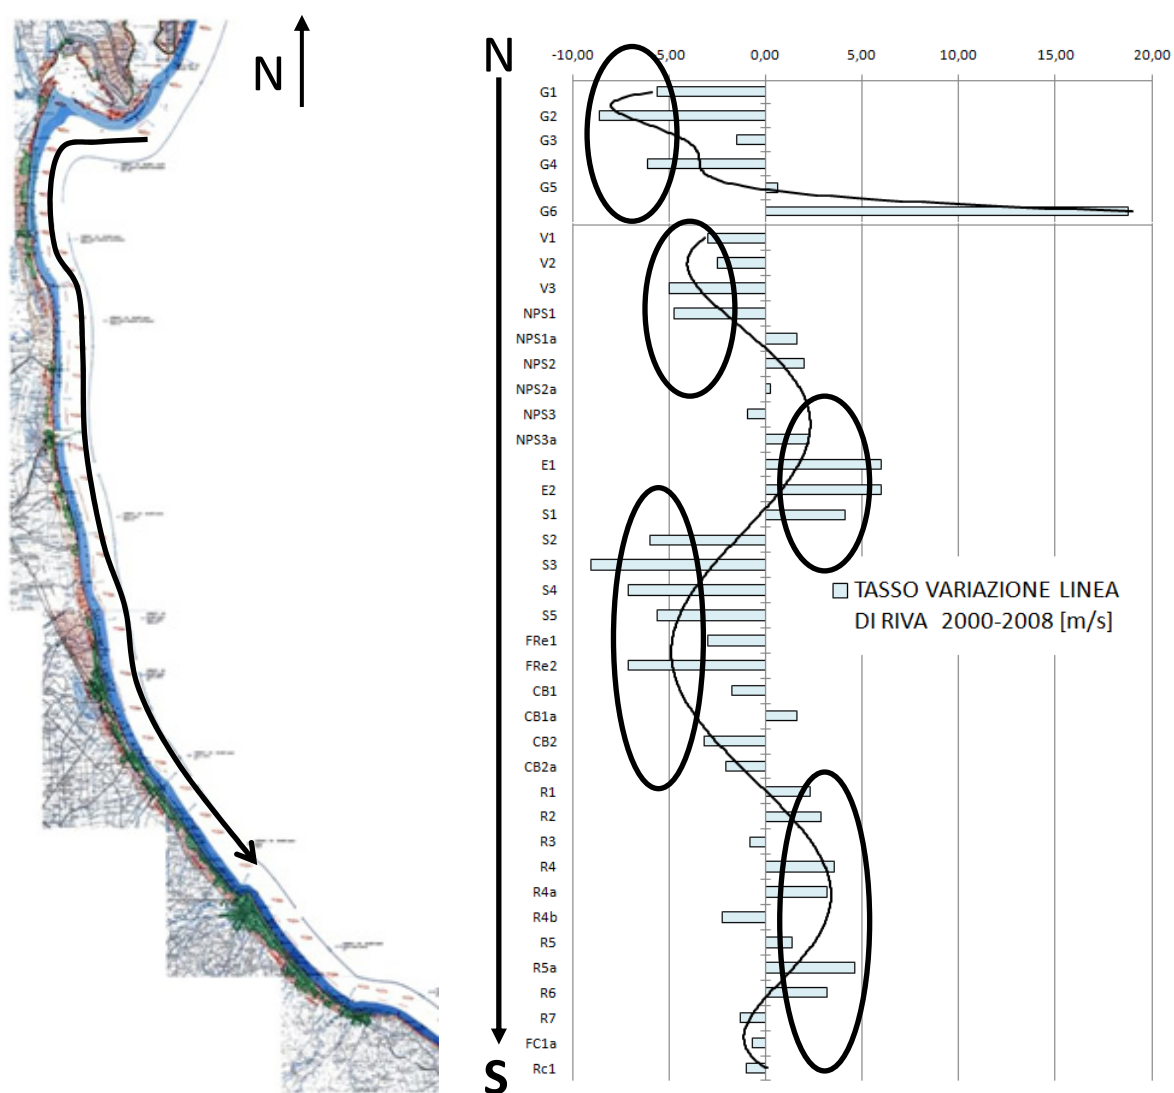 N
N
-10,00
5,00
0,00
5,00
10,00
15,00
20,00
G1
G2
G3
G4
G5
G6
V1
V2
V3
NPS1
NPS1a
NPS2
NPS2a
NPS3
NPS3a
E1
E2
S1
S2
S3
S4
S5
FRe1
FRe2
CB1
CB1a
CB2
CB2a
R1
R2
R3
R4
R4a
R4b
R5
R5a
R6
R7
FC1a
Rc1
S
TASSO VARIAZIONE LINEA
DI RIVA 2000-2008 [m/s]